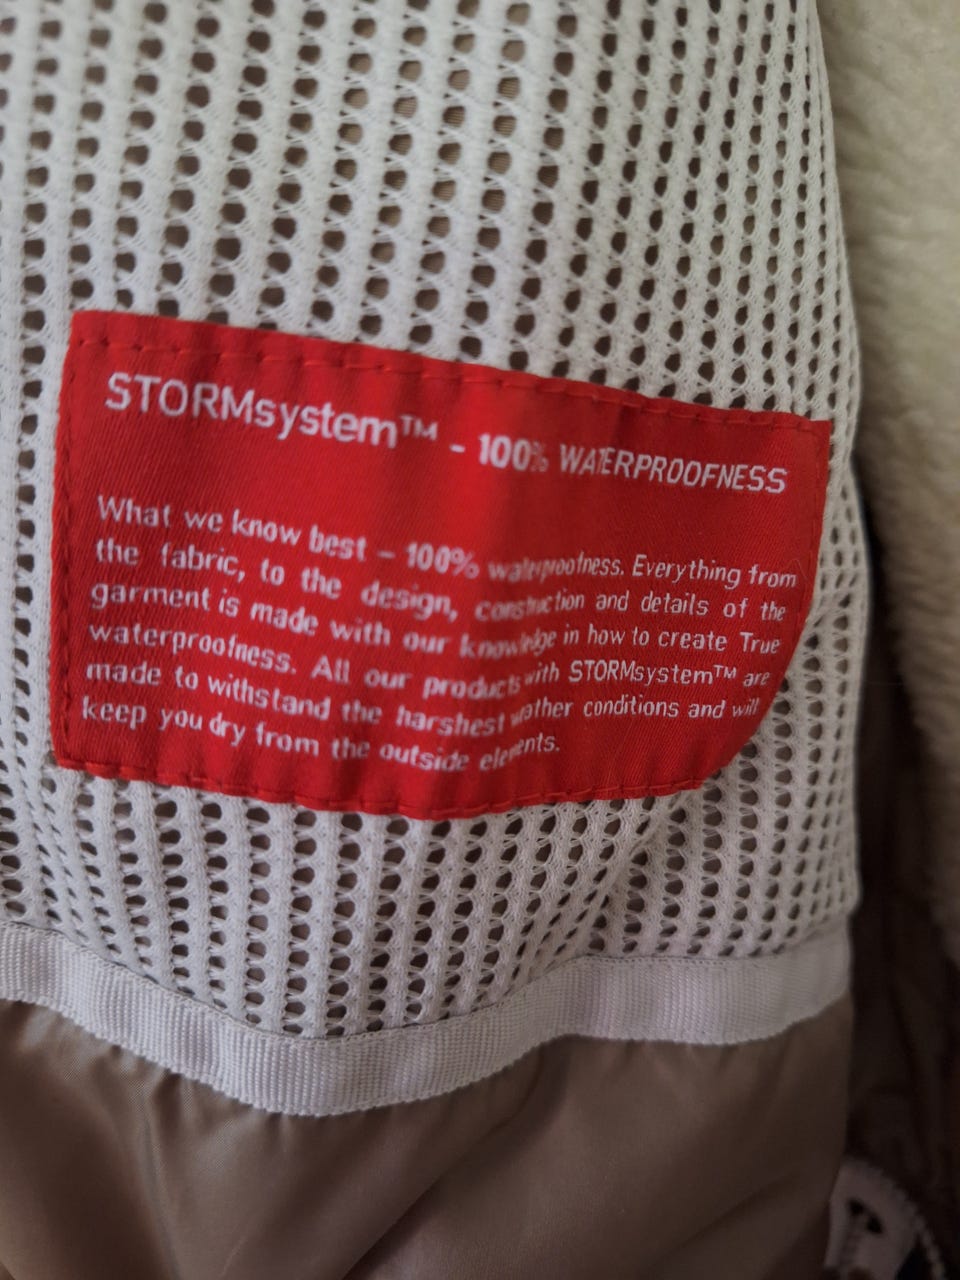 STORMsystem™ - 100% WATERPROOFNESS
What we know best – 100% waterproofness. Everything from
the fabric, to the design, construction and details of the
garment is made with our knowledge in how to create True
waterproofness. All our products with STORMsystem™ are
made to withstand the harshest weather conditions and will
keep you dry from the outside elements.